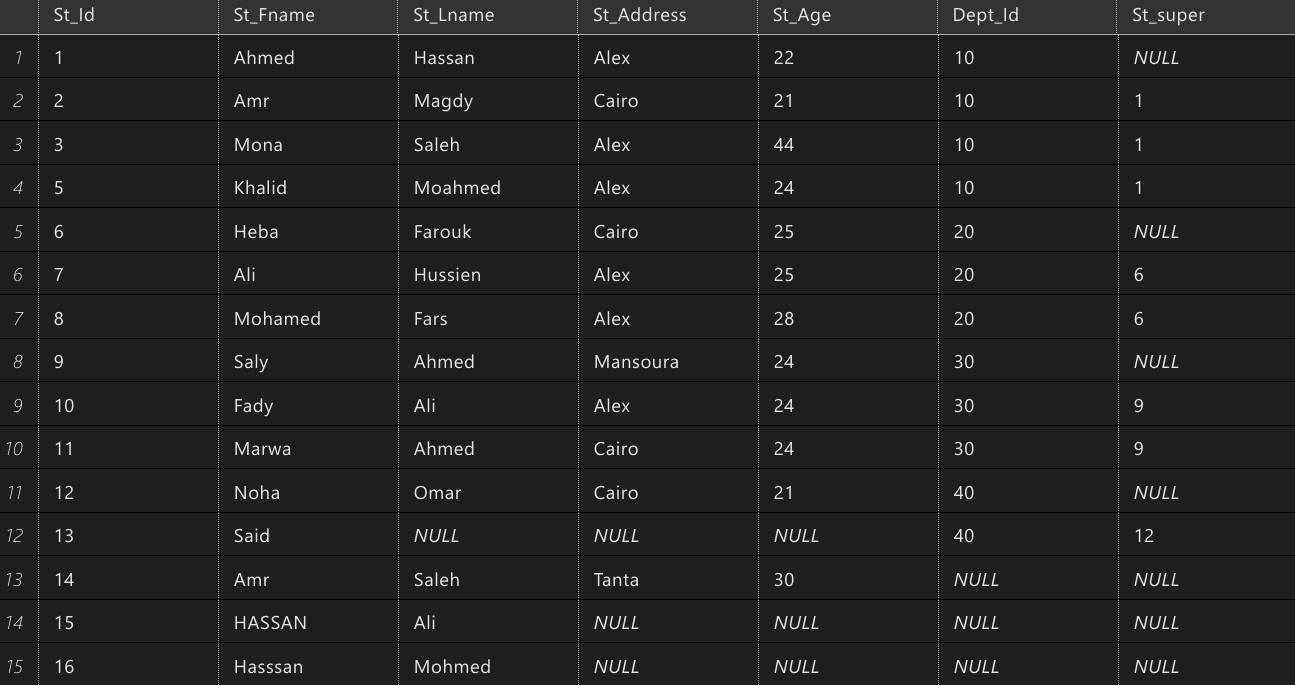 St_Id St_Fname St_Lname St_Address St_Age Dept_Id St_super
1 1 Ahmed Hassan Alex 22 10 NULL
2 2 Amr Magdy Cairo 21 10 1
3 3 Mona Saleh Alex 44 10 1
4 5 Khalid Moahmed Alex 24 10 1
5 6 Heba Farouk Cairo 25 20 NULL
6 7 Ali Hussien Alex 25 20 6
7 8 Mohamed Fars Alex 28 20 6
8 9 Saly Ahmed Mansoura 24 30 NULL
9 10 Fady Ali Alex 24 30 9
10 11 Marwa Ahmed Cairo 24 30 9
11 12 Noha Omar Cairo 21 40 NULL
12 13 Said NULL NULL NULL 40 12
13 14 Amr Saleh Tanta 30 NULL NULL
14 15 HASSAN Ali NULL NULL NULL NULL
15 16 Hasssan Mohmed NULL NULL NULL NULL